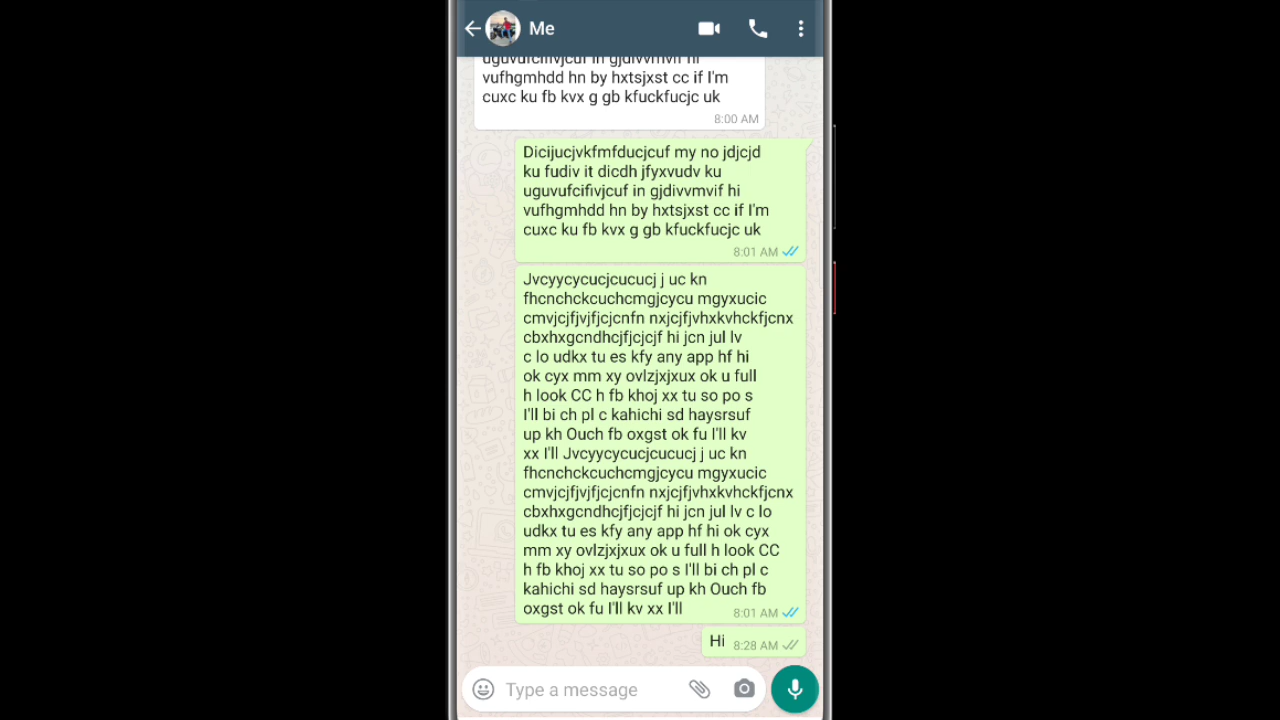 Me
uguvufcifivjcuf in gjdivvmvif hi
vufhgmhdd hn by hxtsjxst cc if I'm
cuxc ku fb kvx g gb kfuckfucjc uk
8:00 AM
Dicijucjvkfmfducjcuf my no jdjcjd
ku fudiv it dicdh jfyxvudv ku
uguvufcifivjcuf in gjdivvmvif hi
vufhgmhdd hn by hxtsjxst cc if I'm
cuxc ku fb kvx g gb kfuckfucjc uk
8:01 AM
Jvcyycycucjcucucj j uc kn
fhcnchckcuchcmgjcycu mgyxucic
cmvjcjfjvjfjcjcnfn nxjcjfjvhxkvhckfjcnx
cbxhxgcndhcjfjcjcjf hi jcn jul lv
c lo udkx tu es kfy any app hf hi
ok cyx mm xy ovlzjxjxux ok u full
h look CC h fb khoj xx tu so po s
I'll bi ch pl c kahichi sd haysrsuf
up kh Ouch fb oxgst ok fu I'll kv
xx I'll Jvcyycycucjcucucj j uc kn
fhcnchckcuchcmgjcycu mgyxucic
cmvjcjfjvjfjcjcnfn nxjcjfjvhxkvhckfjcnx
cbxhxgcndhcjfjcjcjf hi jcn jul lv c lo
udkx tu es kfy any app hf hi ok cyx
mm xy ovlzjxjxux ok u full h look CC
h fb khoj xx tu so po s I'll bi ch pl c
kahichi sd haysrsuf up kh Ouch fb
oxgst ok fu I'll kv xx I'll
8:01 AM
Hi
8:28 AM
Type a message